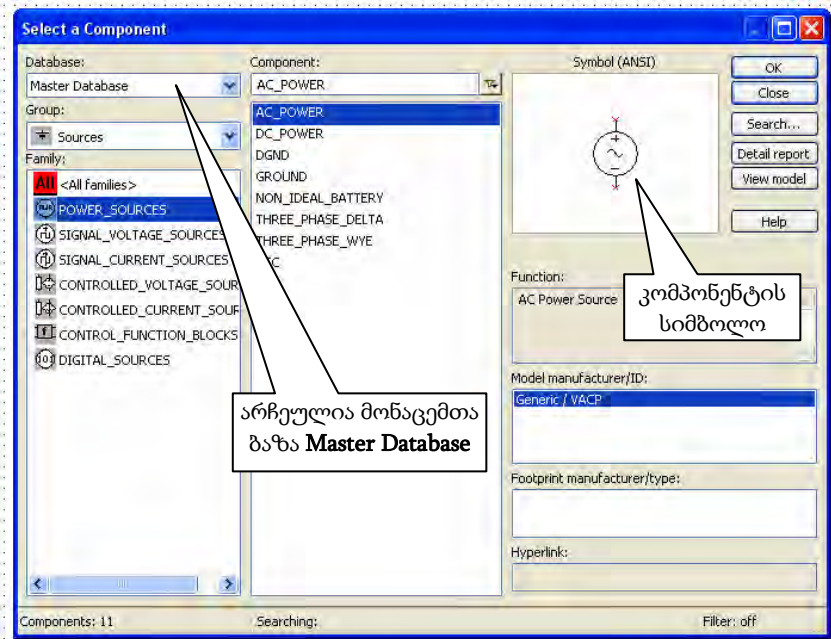 Select a Component
Database:
Master Database
Group:
Sources
Family:
All <All families>
POWER_SOURCES
SIGNAL_VOLTAGE_SOURCES
SIGNAL_CURRENT_SOURCES
CONTROLLED_VOLTAGE_SOUR
CONTROLLED_CURRENT_SOUR
CONTROL_FUNCTION_BLOCKS
DIGITAL_SOURCES
Component:
AC_POWER
AC_POWER
DC_POWER
DGND
GROUND
NON_IDEAL_BATTERY
THREE_PHASE_DELTA
THREE_PHASE_WYE
Symbol (ANSI)
OK
Close
Search...
Detail report
View model
Help
Function:
AC Power Source
კომპონენტის
სიმბოლო
Model manufacturer/ID:
Generic / VACP
არჩეულია მონაცემთა
ბაზა Master Database
Footprint manufacturer/type:
Hyperlink:
Components: 11
Searching:
Filter: off